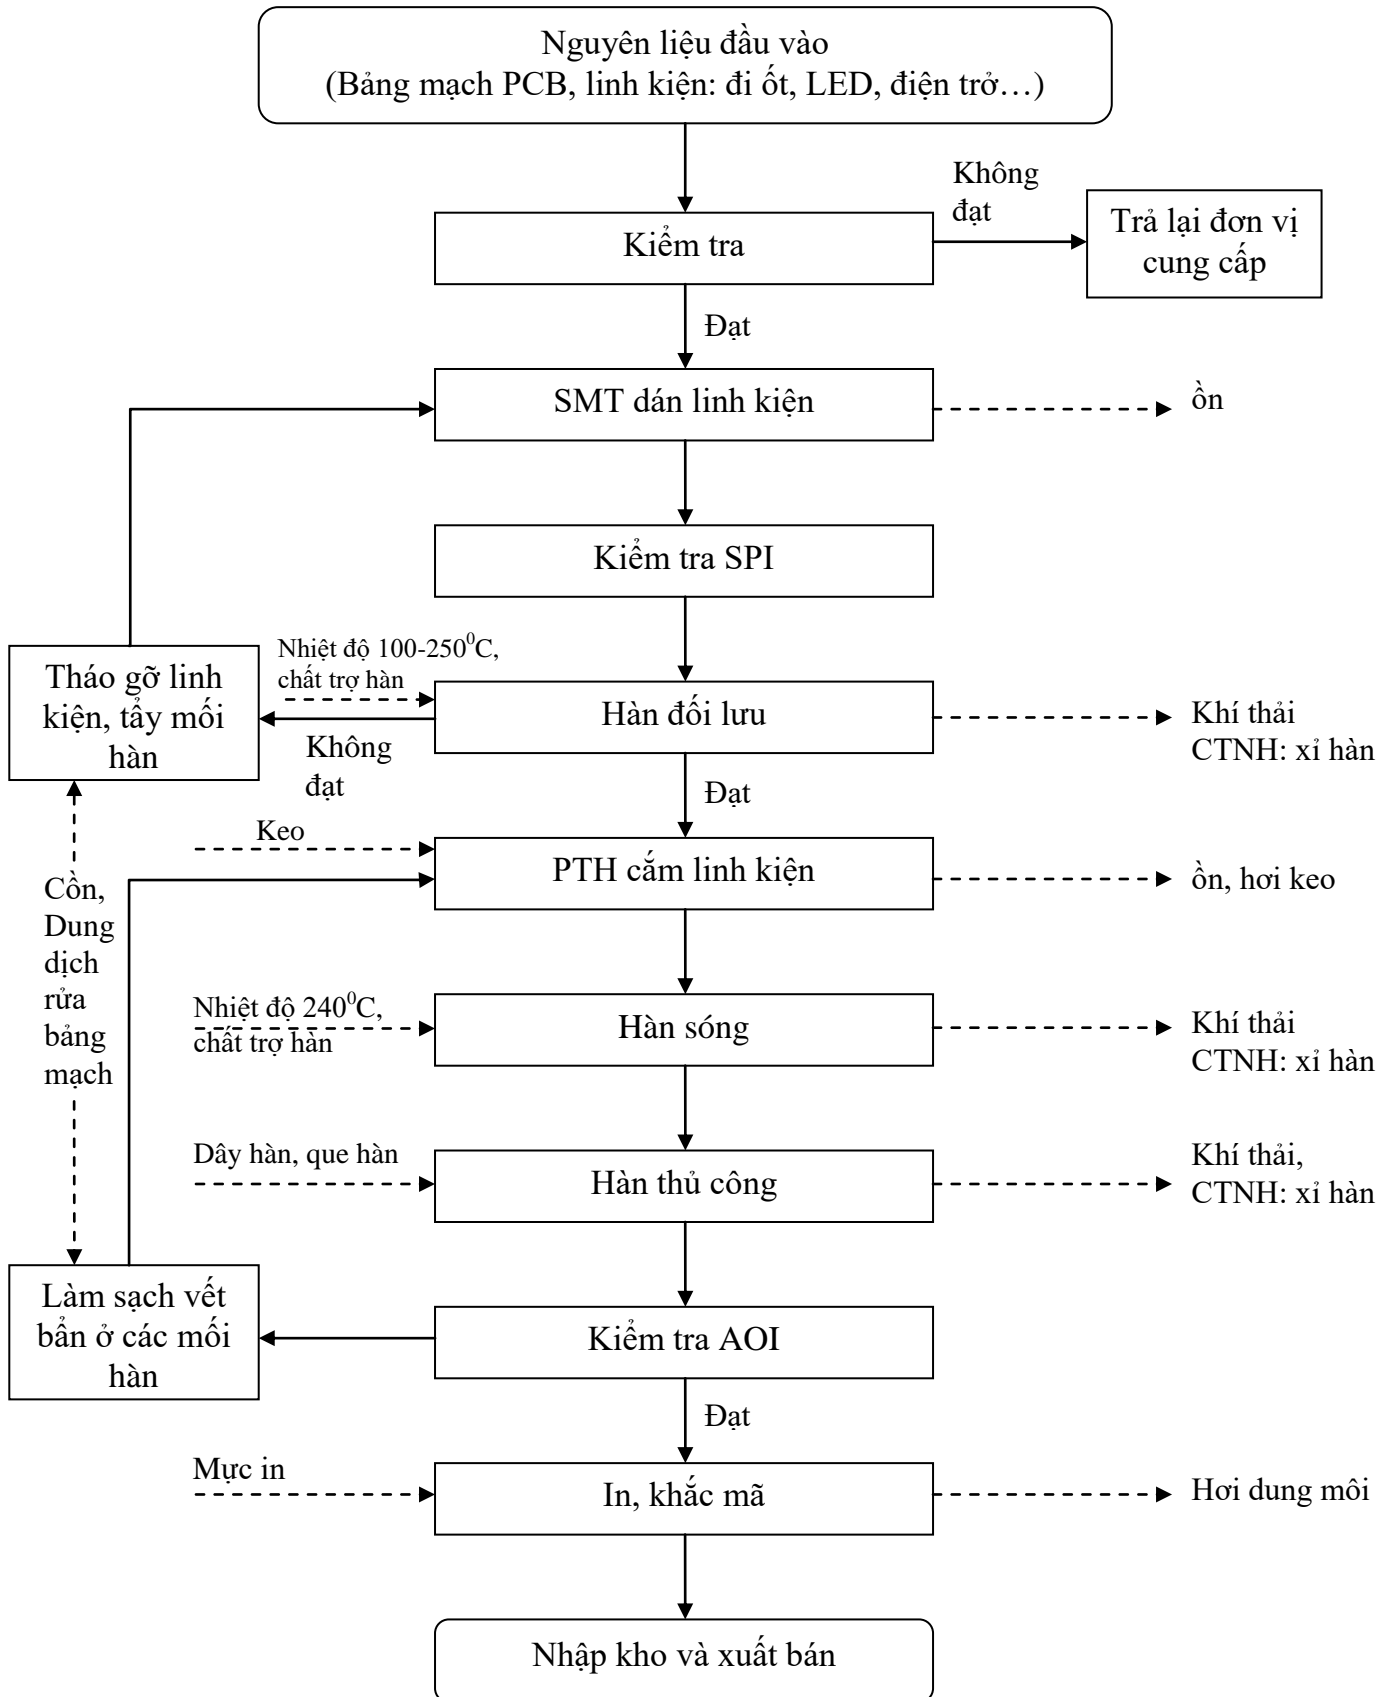 Nguyên liệu đầu vào
(Bảng mạch PCB, linh kiện: đi ốt, LED, điện trở…)
Không
đạt
Kiểm tra
Trả lại đơn vị
cung cấp
Đạt
SMT dán linh kiện
ồn
Kiểm tra SPI
Nhiệt độ 100-250⁰C,
chất trợ hàn
Tháo gỡ linh
kiện, tẩy mối
hàn
Hàn đối lưu
Khí thải
CTNH: xỉ hàn
Không
đạt
Đạt
Keo
PTH cắm linh kiện
ồn, hơi keo
Cồn,
Dung
dịch
rửa
bảng
mạch
Nhiệt độ 240⁰C,
chất trợ hàn
Hàn sóng
Khí thải
CTNH: xỉ hàn
Dây hàn, que hàn
Hàn thủ công
Khí thải,
CTNH: xỉ hàn
Làm sạch vết
bẩn ở các mối
hàn
Kiểm tra AOI
Đạt
Mực in
In, khắc mã
Hơi dung môi
Nhập kho và xuất bán